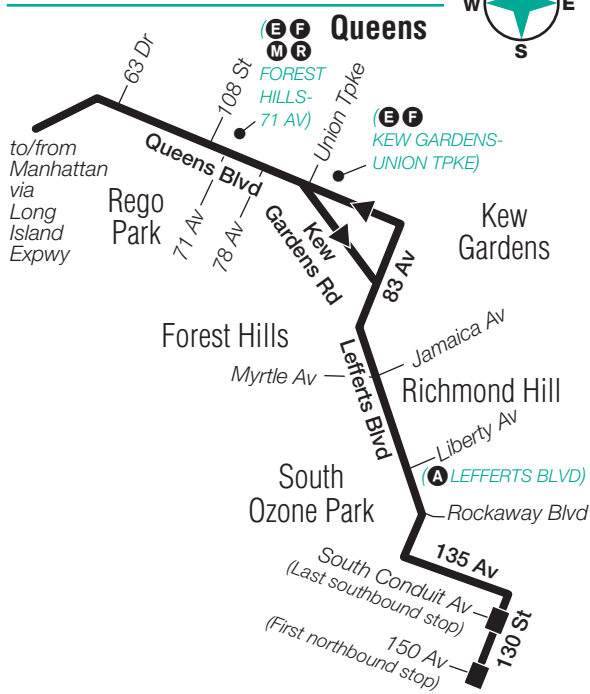 W
E
S
Queens
(E F
M R
FOREST
HILLS-
71 AV)
63 Dr
108 St
Union Tpke
(E F
KEW GARDENS-
UNION TPKE)
to/from
Manhattan
via
Long
Island
Expwy
Queens Blvd
Rego
Park
71 Av
78 Av
Kew
Gardens Rd
Kew
Gardens
83 Av
Forest Hills
Myrtle Av
Jamaica Av
Lefferts Blvd
Richmond Hill
Liberty Av
(A LEFFERTS BLVD)
South
Ozone Park
Rockaway Blvd
135 Av
South Conduit Av
(Last southbound stop)
130 St
150 Av
(First northbound stop)